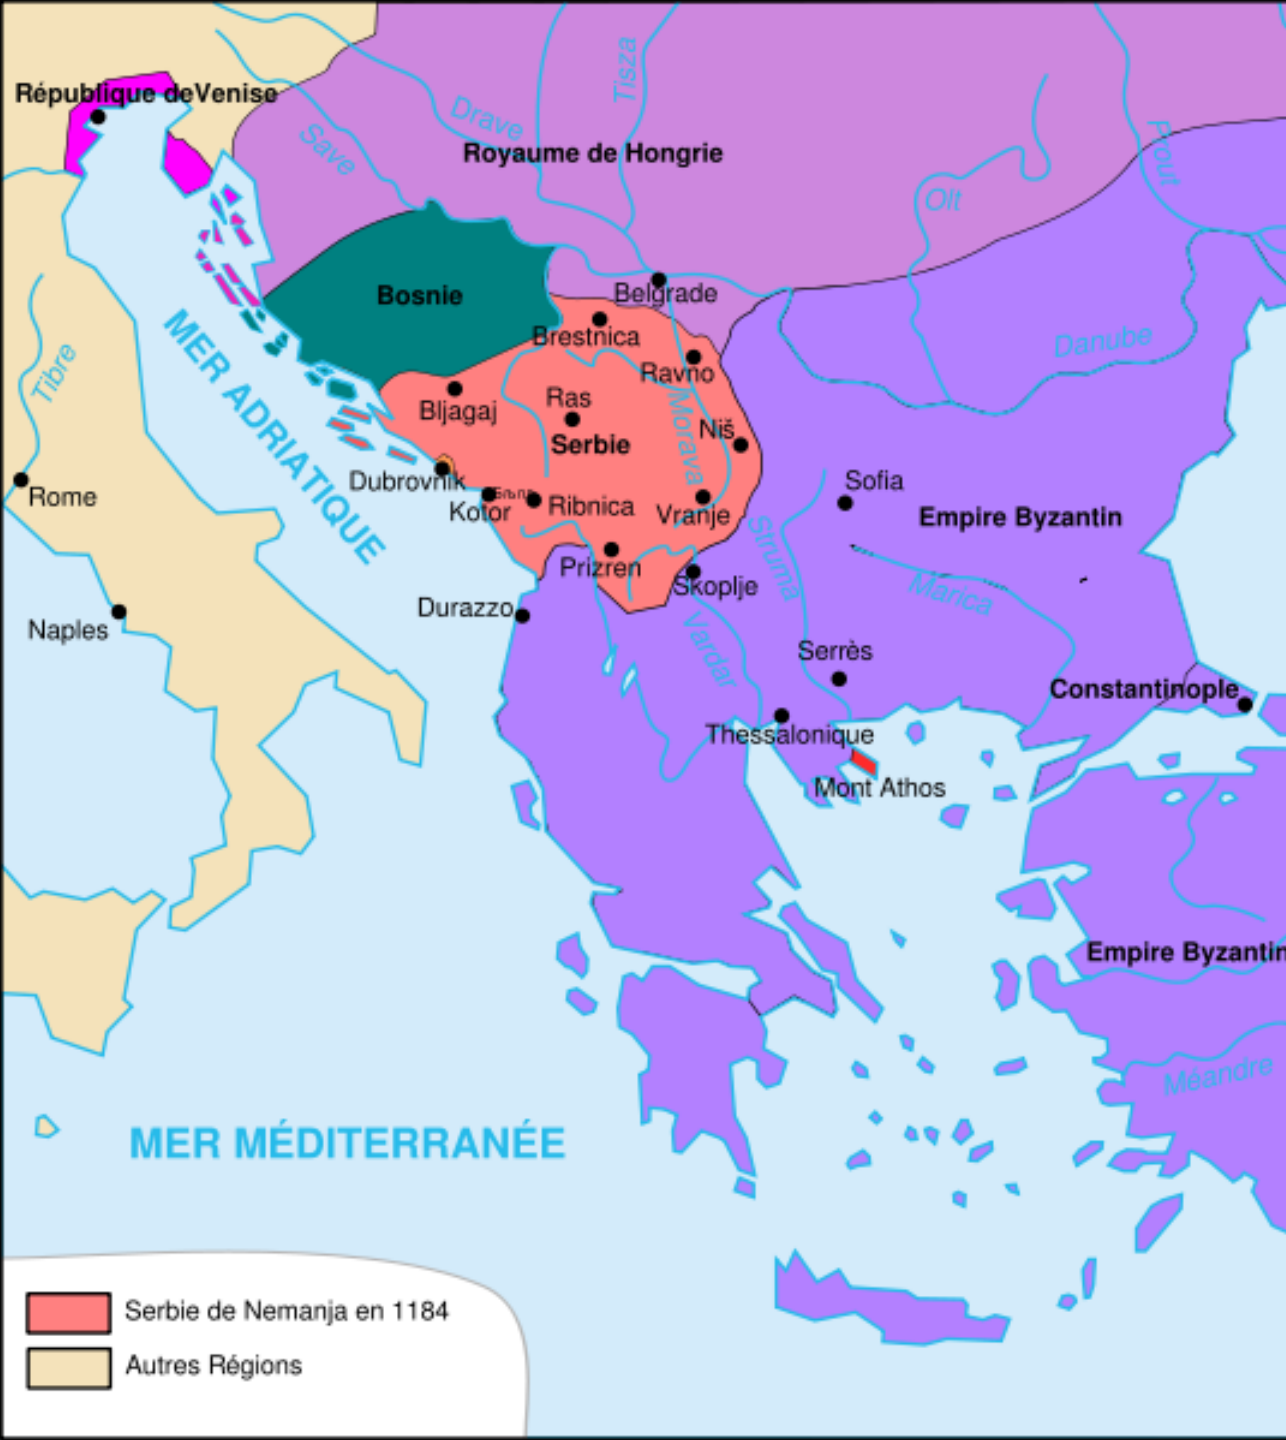 République deVenise
Tisza
Drave
Save
Royaume de Hongrie
Prout
Olt
Bosnie
Belgrade
Brestnica
Danube
MER ADRIATIQUE
Tibre
Ravno
Bljagaj
Ras
Morava
Niš
Serbie
Dubrovnik
Rome
Sofia
Kotor
Ribnica
Vranje
Empire Byzantin
Struma
Prizren
Skoplje
Marica
Durazzo
Naples
Vardar
Serrès
Constantinople
Thessalonique
Mont Athos
Empire Byzantin
Méandre
MER MÉDITERRANÉE
Serbie de Nemanja en 1184
Autres Régions